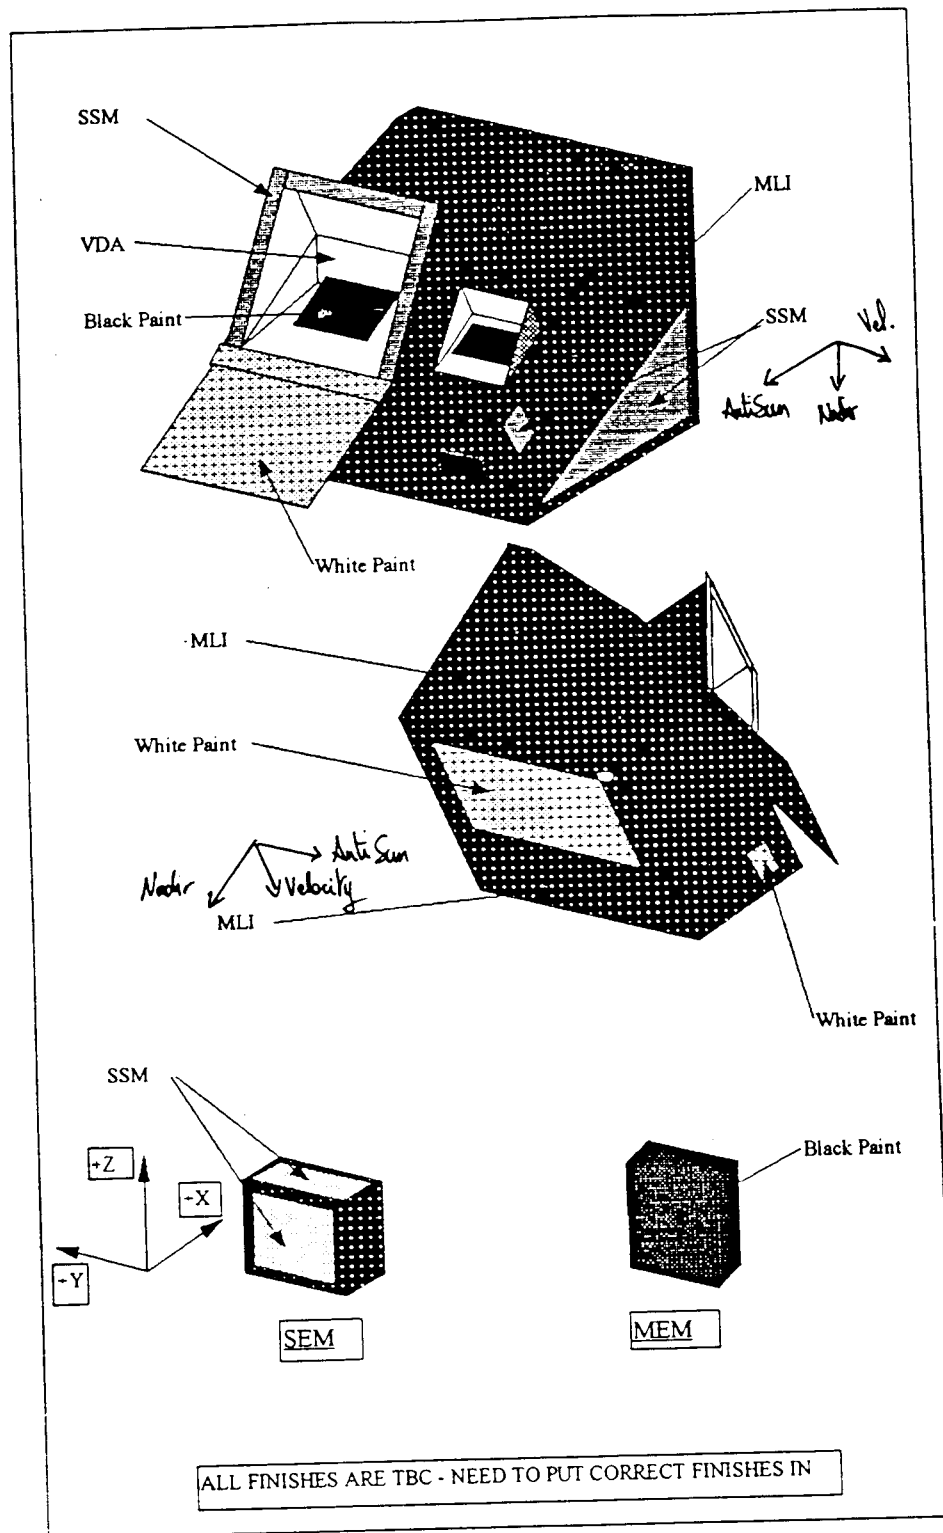 SSM
MLI
VDA
SSM
Vel.
Black Paint
AntiSun
Nadir
White Paint
MLI
White Paint
AntiSun
Nadir
Velocity
MLI
White Paint
SSM
Black Paint
+Z
+X
+Y
SEM
MEM
ALL FINISHES ARE TBC - NEED TO PUT CORRECT FINISHES IN